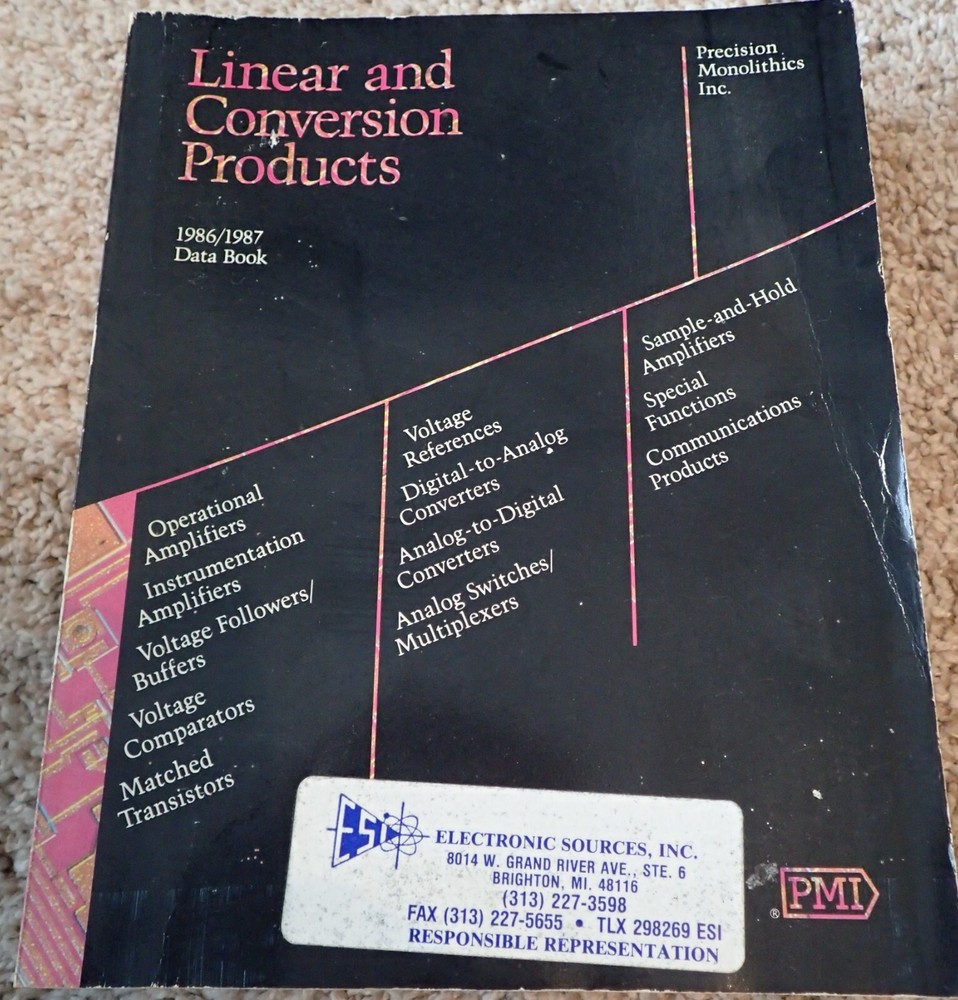 Linear and
Conversion
Products
1986/1987
Data Book
Precision
Monolithics
Inc.
Operational
Amplifiers
Instrumentation
Amplifiers
Voltage Followers/
Buffers
Voltage
Comparators
Matched
Transistors
Voltage
References
Digital-to-Analog
Converters
Analog-to-Digital
Converters
Analog Switches/
Multiplexers
Sample-and-Hold
Amplifiers
Special
Functions
Communications
Products
ESI
ELECTRONIC SOURCES, INC.
8014 W. GRAND RIVER AVE., STE. 6
BRIGHTON, MI. 48116
(313) 227-3598
FAX (313) 227-5655 • TLX 298269 ESI
RESPONSIBLE REPRESENTATION
® PMI